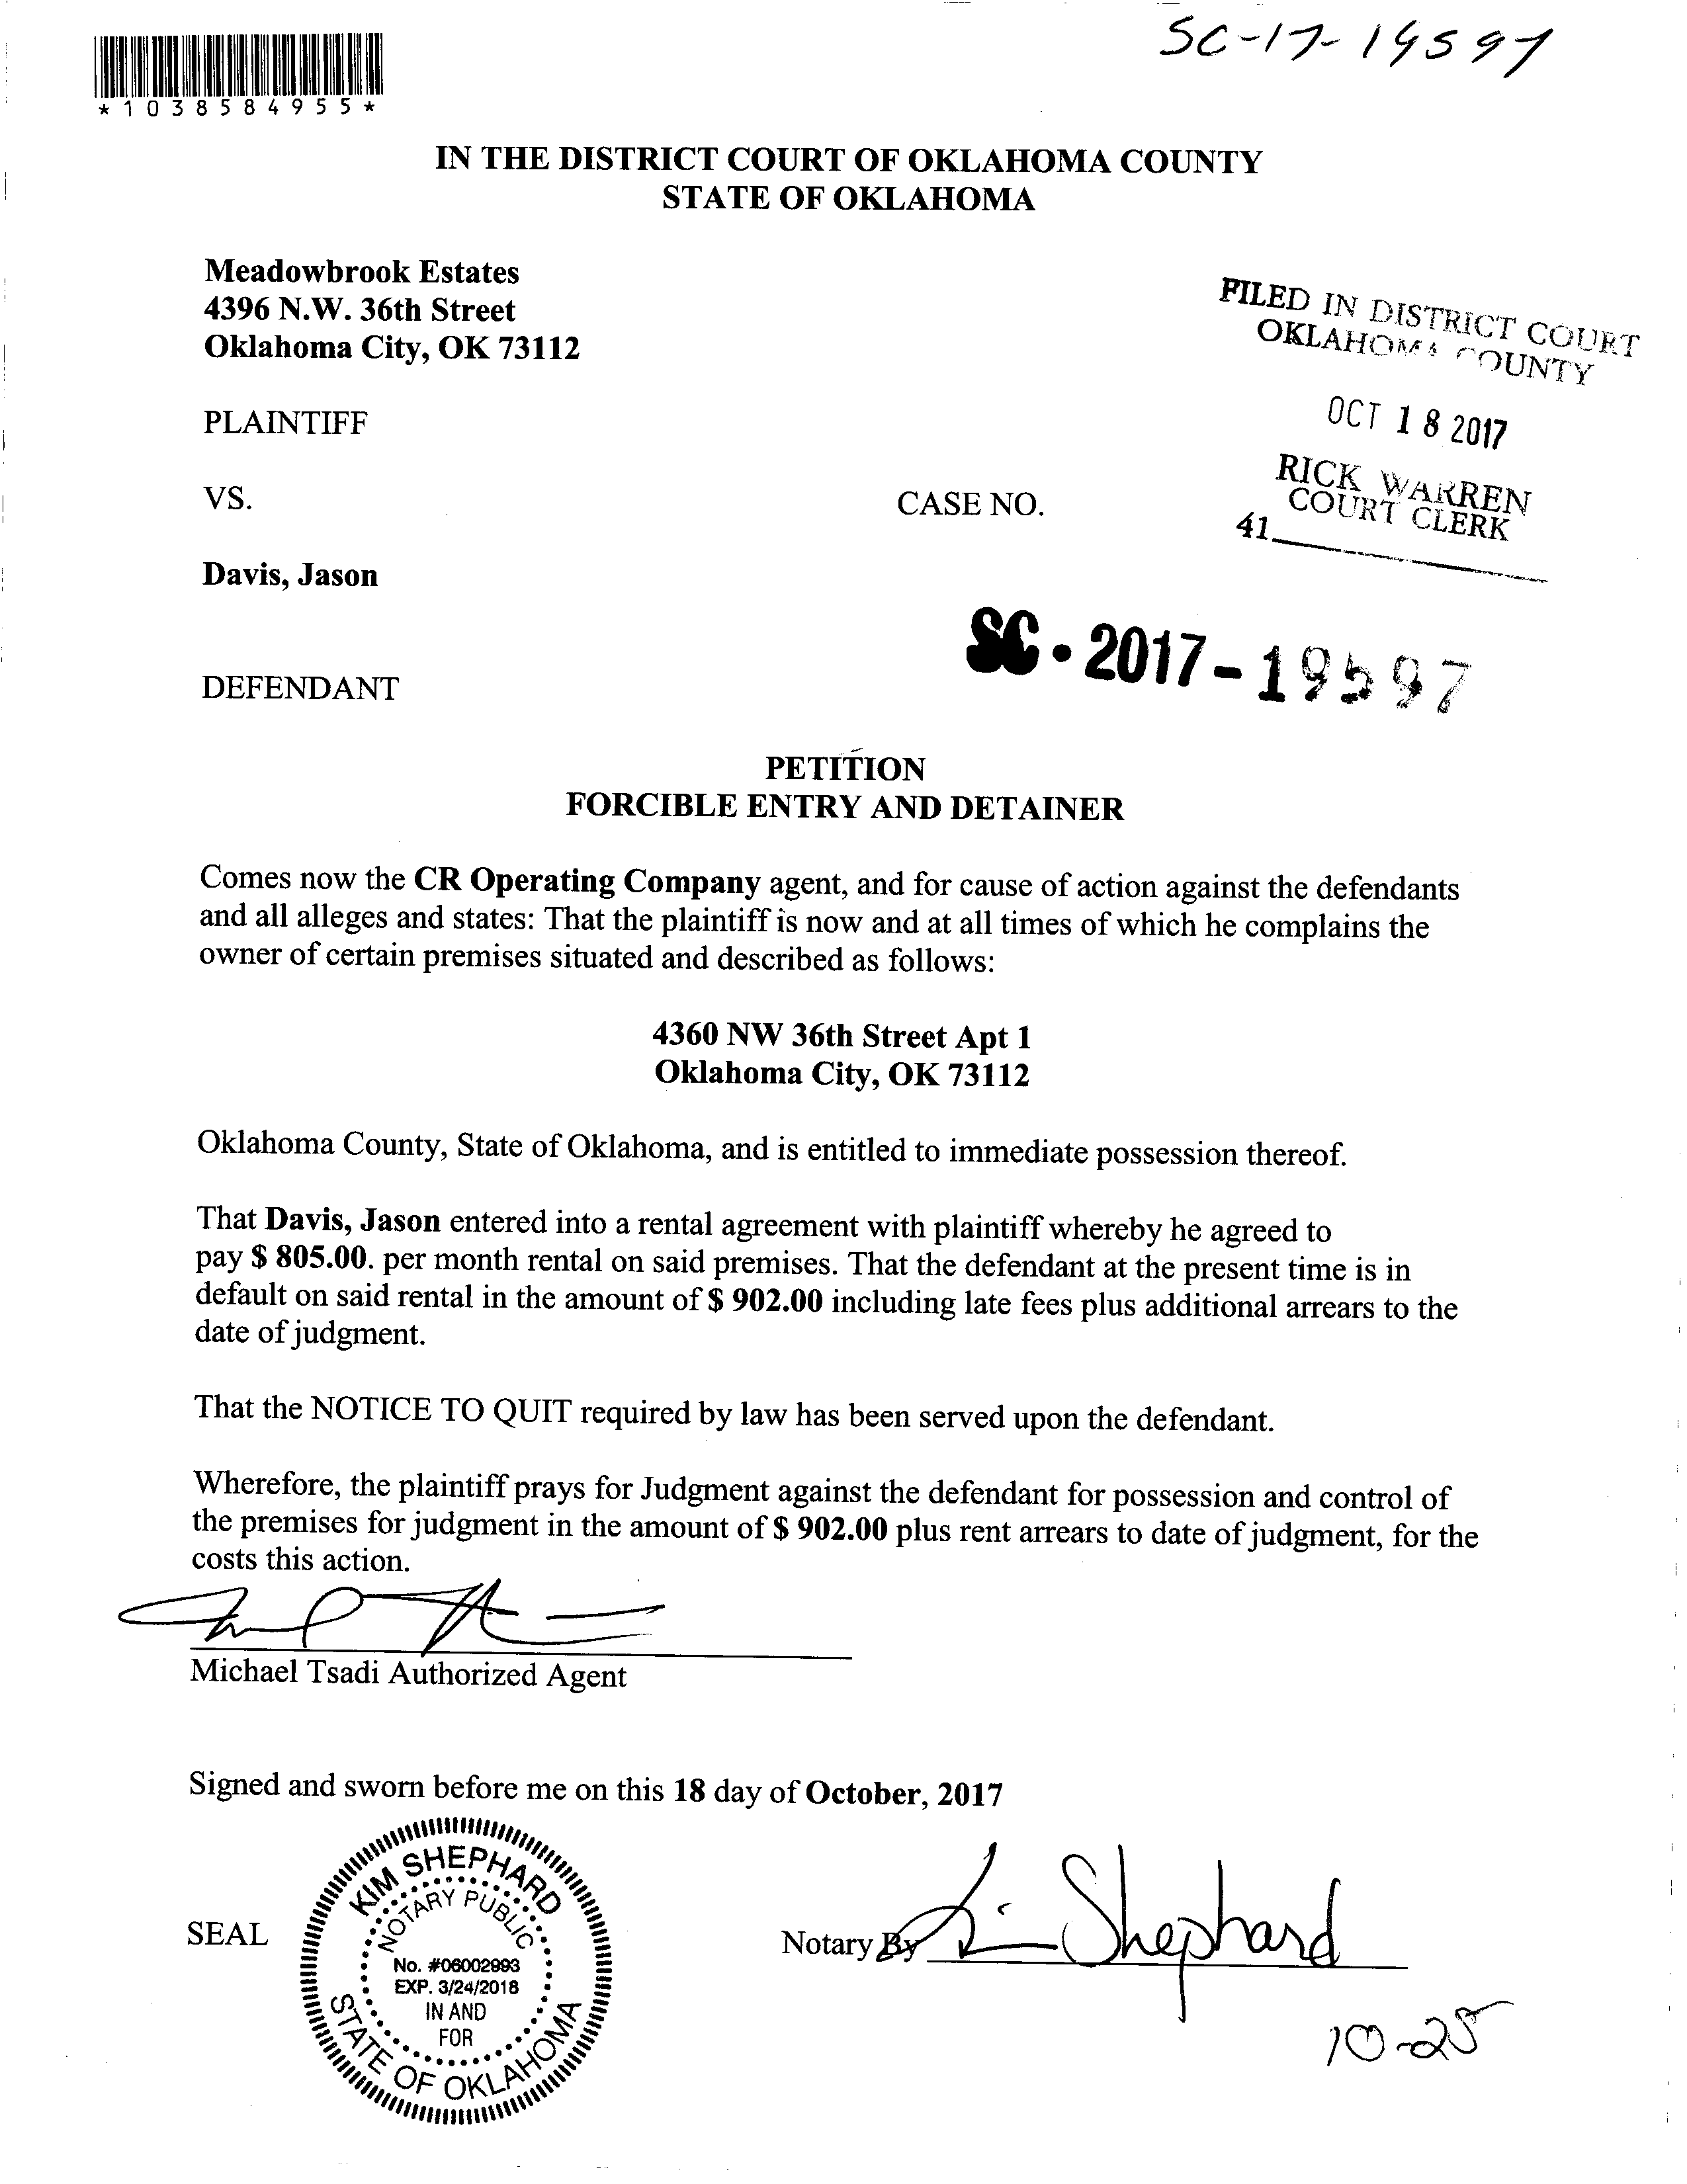 SC-17-19597
*1038584955*
IN THE DISTRICT COURT OF OKLAHOMA COUNTY
STATE OF OKLAHOMA
Meadowbrook Estates
4396 N.W. 36th Street
Oklahoma City, OK 73112
FILED IN DISTRICT COURT
OKLAHOMA COUNTY
OCT 18 2017
RICK WARREN
COURT CLERK
41
PLAINTIFF
VS.
CASE NO.
Davis, Jason
SC - 2017 - 19597
DEFENDANT
PETITION
FORCIBLE ENTRY AND DETAINER
Comes now the CR Operating Company agent, and for cause of action against the defendants
and all alleges and states: That the plaintiff is now and at all times of which he complains the
owner of certain premises situated and described as follows:
4360 NW 36th Street Apt 1
Oklahoma City, OK 73112
Oklahoma County, State of Oklahoma, and is entitled to immediate possession thereof.
That Davis, Jason entered into a rental agreement with plaintiff whereby he agreed to
pay $ 805.00. per month rental on said premises. That the defendant at the present time is in
default on said rental in the amount of $ 902.00 including late fees plus additional arrears to the
date of judgment.
That the NOTICE TO QUIT required by law has been served upon the defendant.
Wherefore, the plaintiff prays for Judgment against the defendant for possession and control of
the premises for judgment in the amount of $ 902.00 plus rent arrears to date of judgment, for the
costs this action.
Michael Tsadi Authorized Agent
Signed and sworn before me on this 18 day of October, 2017
SEAL
KIM SHEPHARD
NOTARY PUBLIC
No. #06002993
EXP. 3/24/2018
IN AND
FOR
STATE OF OKLAHOMA
Notary By Kim Shephard
10-25